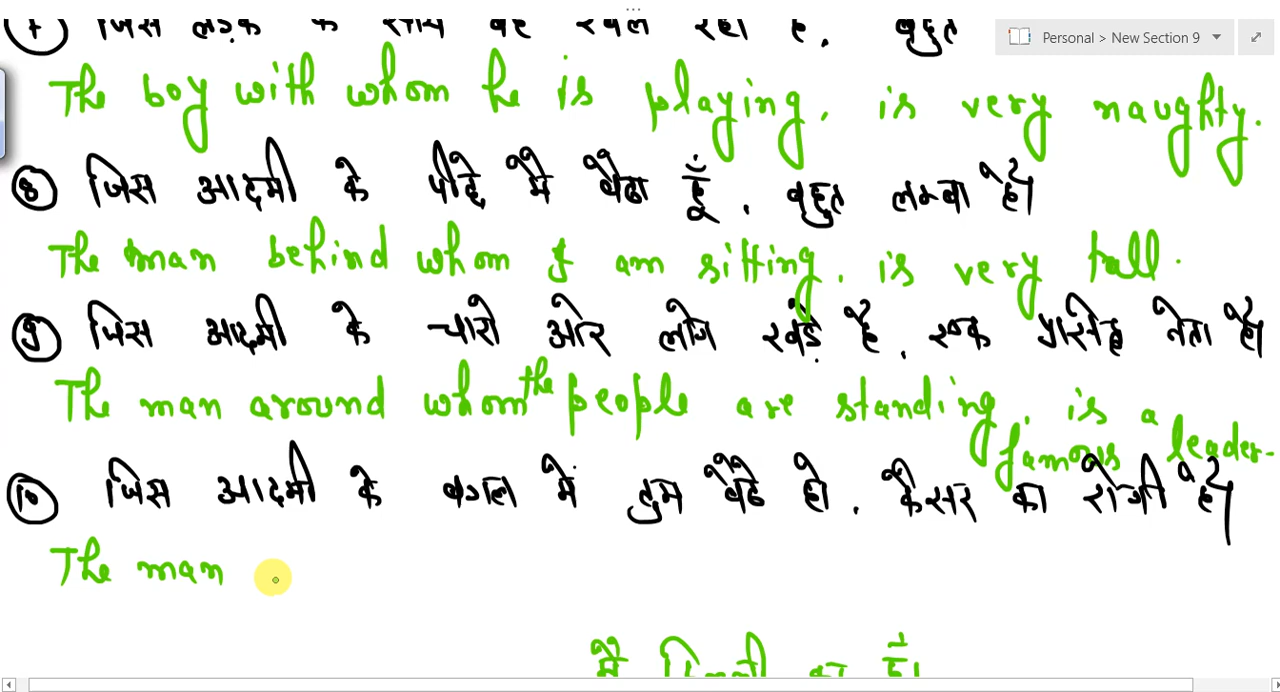 7 जिस लड़के के साथ वह खेल रहा है, बहुत
Personal > New Section 9
The boy with whom he is playing, is very naughty.
8 जिस आदमी के पीछे मैं बैठा हूँ, बहुत लम्बा है।
The man behind whom I am sitting, is very tall.
9 जिस आदमी के चारो ओर लोग खड़े है, एक प्रसिद्ध नेता है।
The man around whom the people are standing, is a famous leader.
10 जिस आदमी के बगल में तुम बैठे हो, कैंसर का रोगी है।
The man